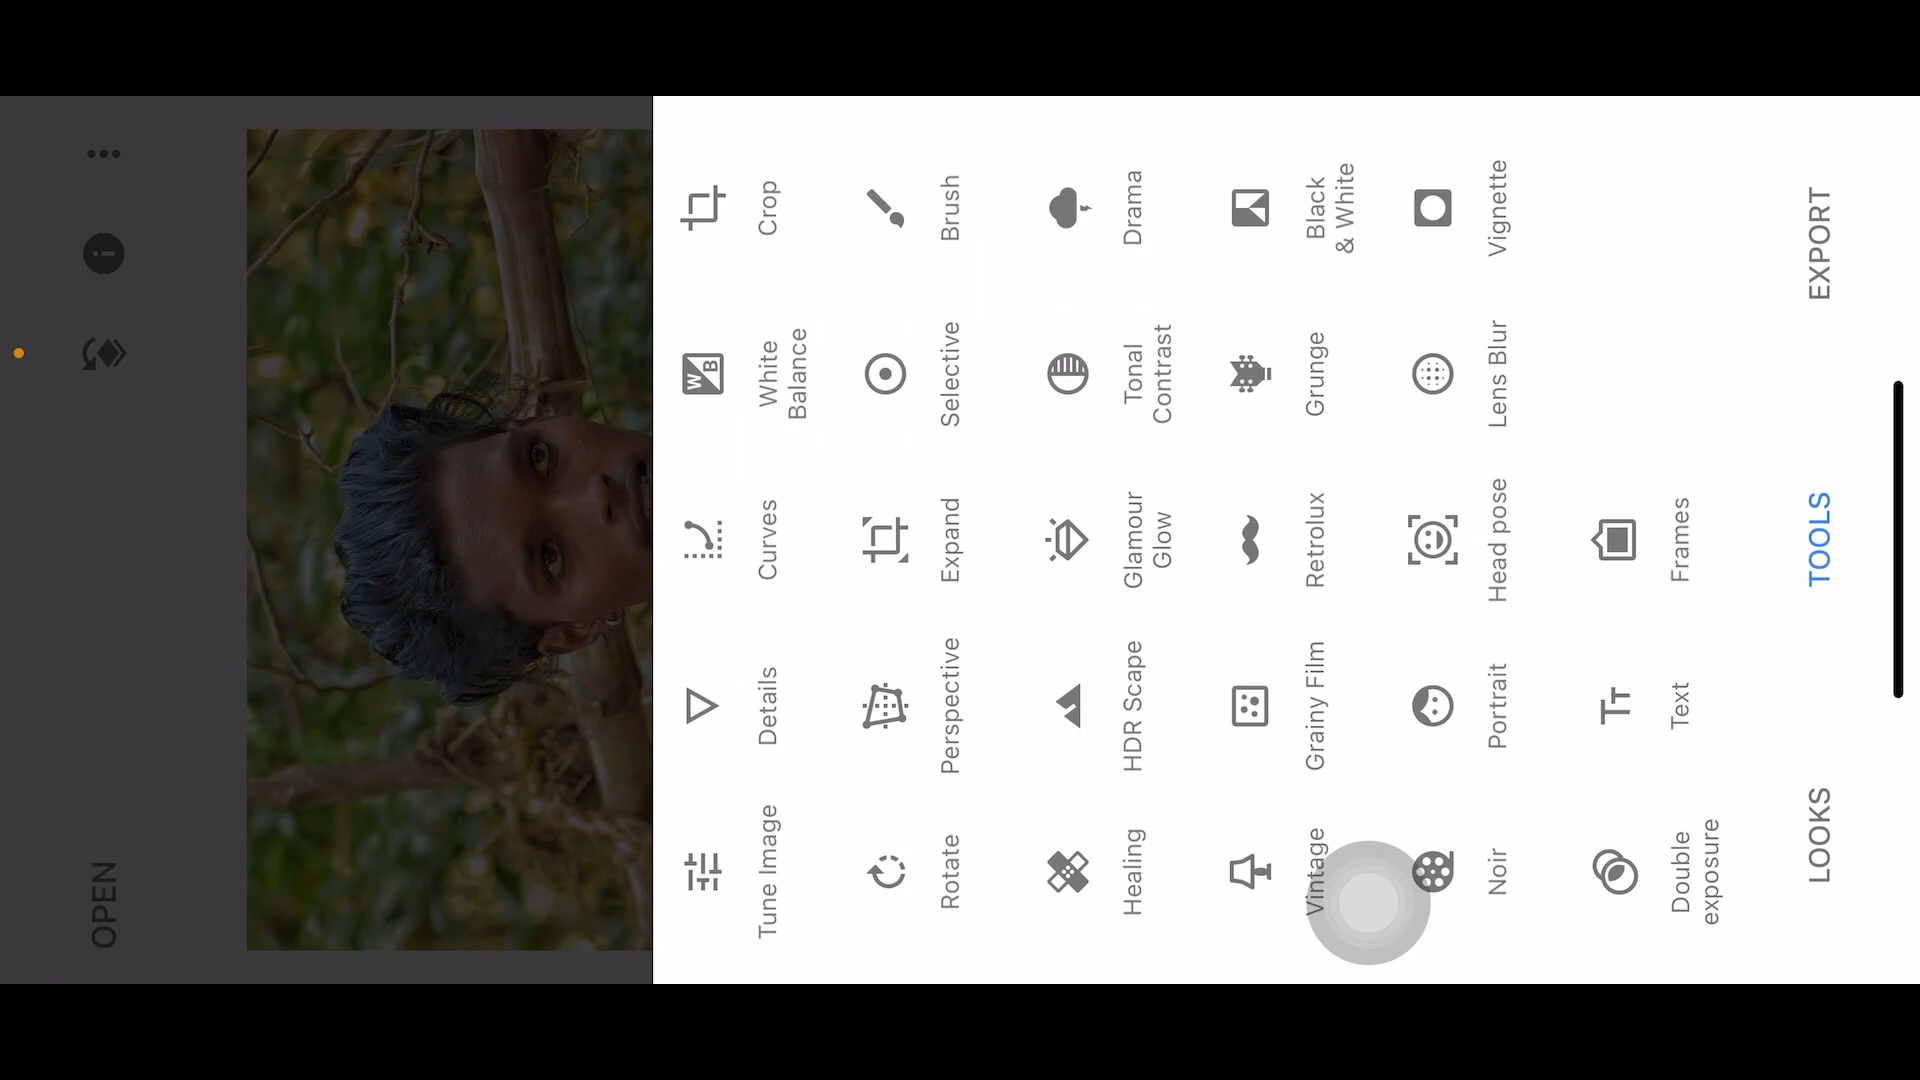 OPEN
Tune Image
Details
Curves
White
Balance
Crop
Rotate
Perspective
Expand
Selective
Brush
Healing
HDR Scape
Glamour
Glow
Tonal
Contrast
Drama
Vintage
Grainy Film
Retrolux
Grunge
Black
& White
Noir
Portrait
Head pose
Lens Blur
Vignette
Double
exposure
Text
Frames
LOOKS
TOOLS
EXPORT